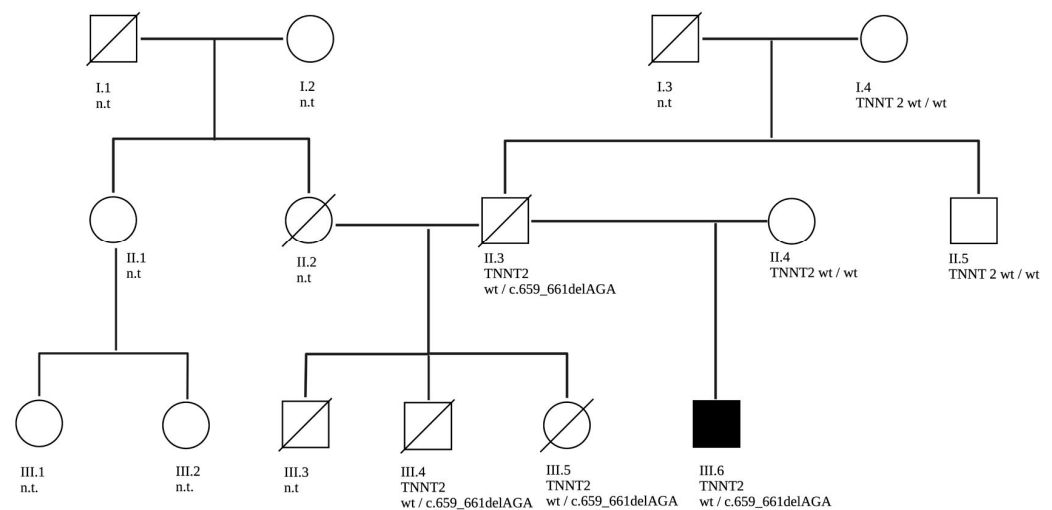 I.1
n.t
I.2
n.t
I.3
n.t
I.4
TNNT 2 wt / wt
II.1
n.t
II.2
n.t
II.3
TNNT2
wt / c.659_661delAGA
II.4
TNNT2 wt / wt
II.5
TNNT 2 wt / wt
III.1
n.t.
III.2
n.t.
III.3
n.t
III.4
TNNT2
wt / c.659_661delAGA
III.5
TNNT2
wt / c.659_661delAGA
III.6
TNNT2
wt / c.659_661delAGA